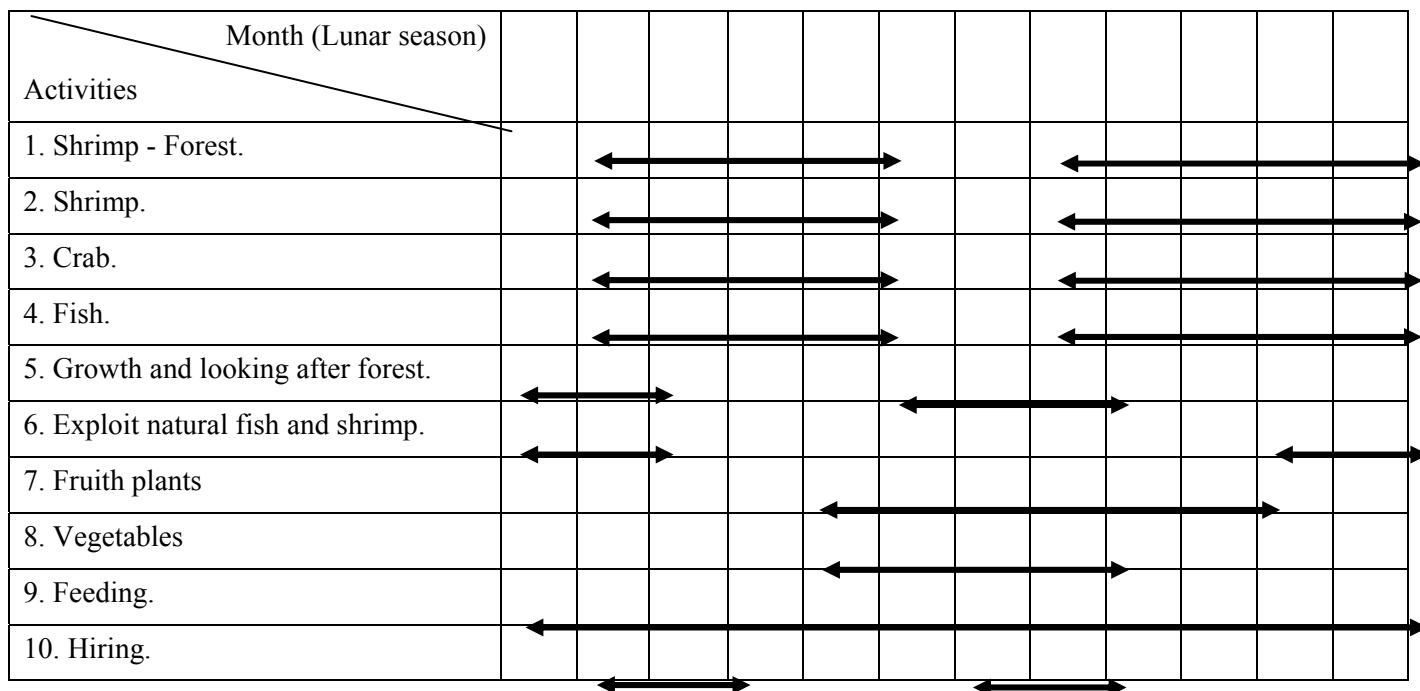 Month (Lunar season)
Activities
1. Shrimp - Forest.
2. Shrimp.
3. Crab.
4. Fish.
5. Growth and looking after forest.
6. Exploit natural fish and shrimp.
7. Fruith plants
8. Vegetables
9. Feeding.
10. Hiring.